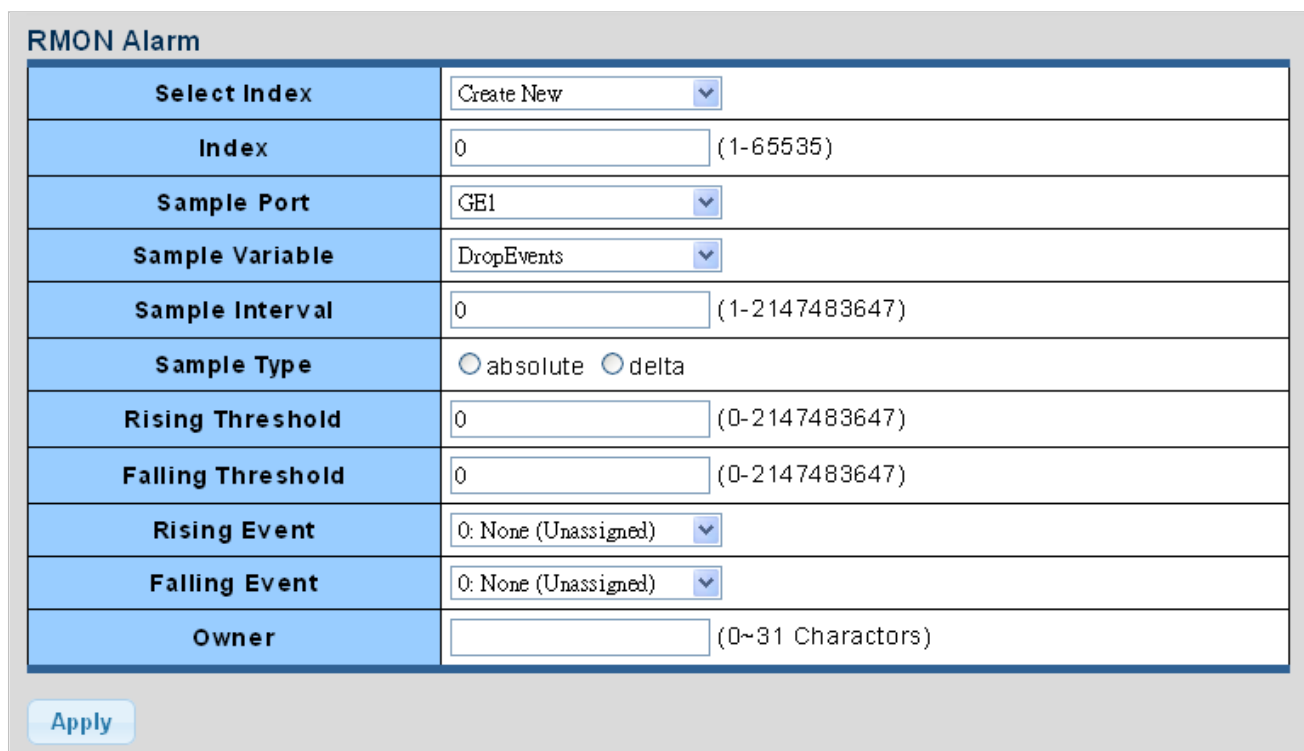 RMON Alarm
Select Index Create New
Index 0 (1-65535)
Sample Port GE1
Sample Variable DropEvents
Sample Interval 0 (1-2147483647)
Sample Type absolute delta
Rising Threshold 0 (0-2147483647)
Falling Threshold 0 (0-2147483647)
Rising Event 0: None (Unassigned)
Falling Event 0: None (Unassigned)
Owner (0~31 Charactors)
Apply